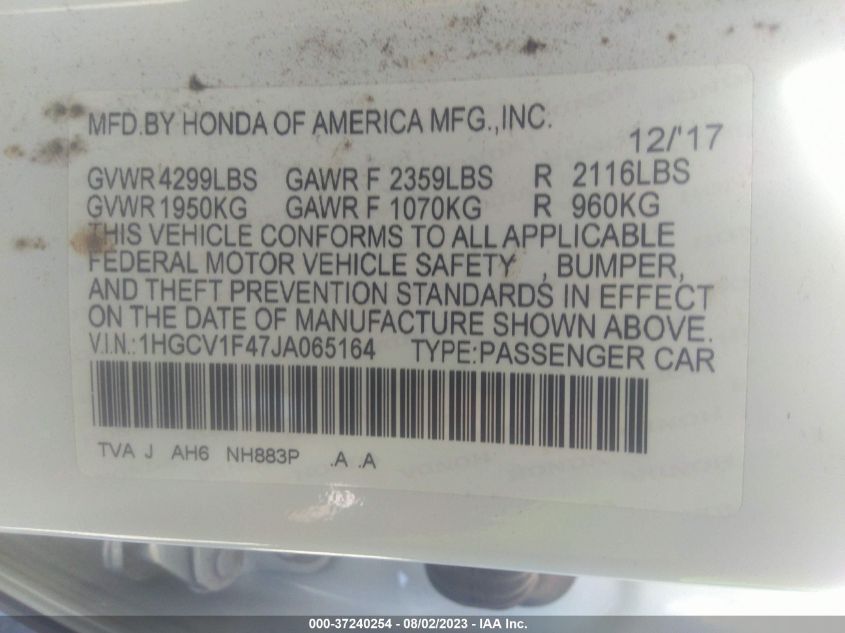 MFD.BY HONDA OF AMERICA MFG.,INC.
12/'17
GVWR 4299LBS GAWR F 2359LBS R 2116LBS
GVWR 1950KG GAWR F 1070KG R 960KG
THIS VEHICLE CONFORMS TO ALL APPLICABLE
FEDERAL MOTOR VEHICLE SAFETY , BUMPER,
AND THEFT PREVENTION STANDARDS IN EFFECT
ON THE DATE OF MANUFACTURE SHOWN ABOVE.
V.I.N.:1HGCV1F47JA065164 TYPE:PASSENGER CAR
TVA J AH6 NH883P .A .A
000-37240254 - 08/02/2023 - IAA Inc.